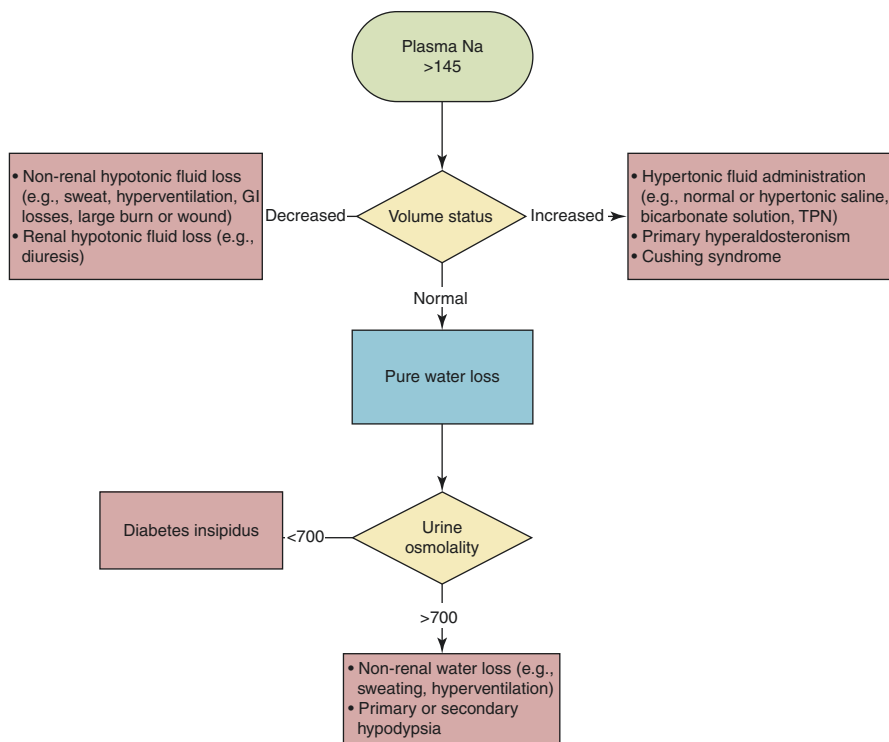 Plasma Na
>145
• Non-renal hypotonic fluid loss
(e.g., sweat, hyperventilation, GI
losses, large burn or wound)
• Renal hypotonic fluid loss (e.g.,
diuresis)
Decreased
Volume status
Increased
• Hypertonic fluid administration
(e.g., normal or hypertonic saline,
bicarbonate solution, TPN)
• Primary hyperaldosteronism
• Cushing syndrome
Normal
Pure water loss
Diabetes insipidus
<700
Urine
osmolality
>700
• Non-renal water loss (e.g.,
sweating, hyperventilation)
• Primary or secondary
hypodypsia